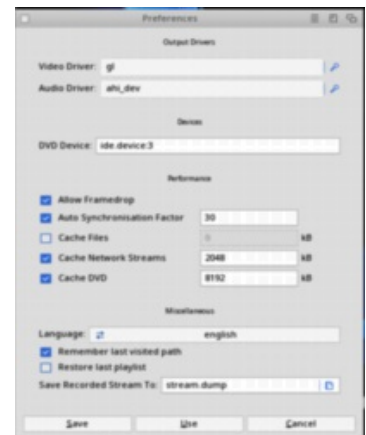 Preferences
Output Drivers
Video Driver: gl
Audio Driver: ahi_dev
Devices
DVD Device: ide.device:3
Performance
Allow Framedrop
Auto Synchronisation Factor 30
Cache Files 0 kB
Cache Network Streams 2048 kB
Cache DVD 8192 kB
Miscellaneous
Language: english
Remember last visited path
Restore last playlist
Save Recorded Stream To: stream.dump
Save Use Cancel